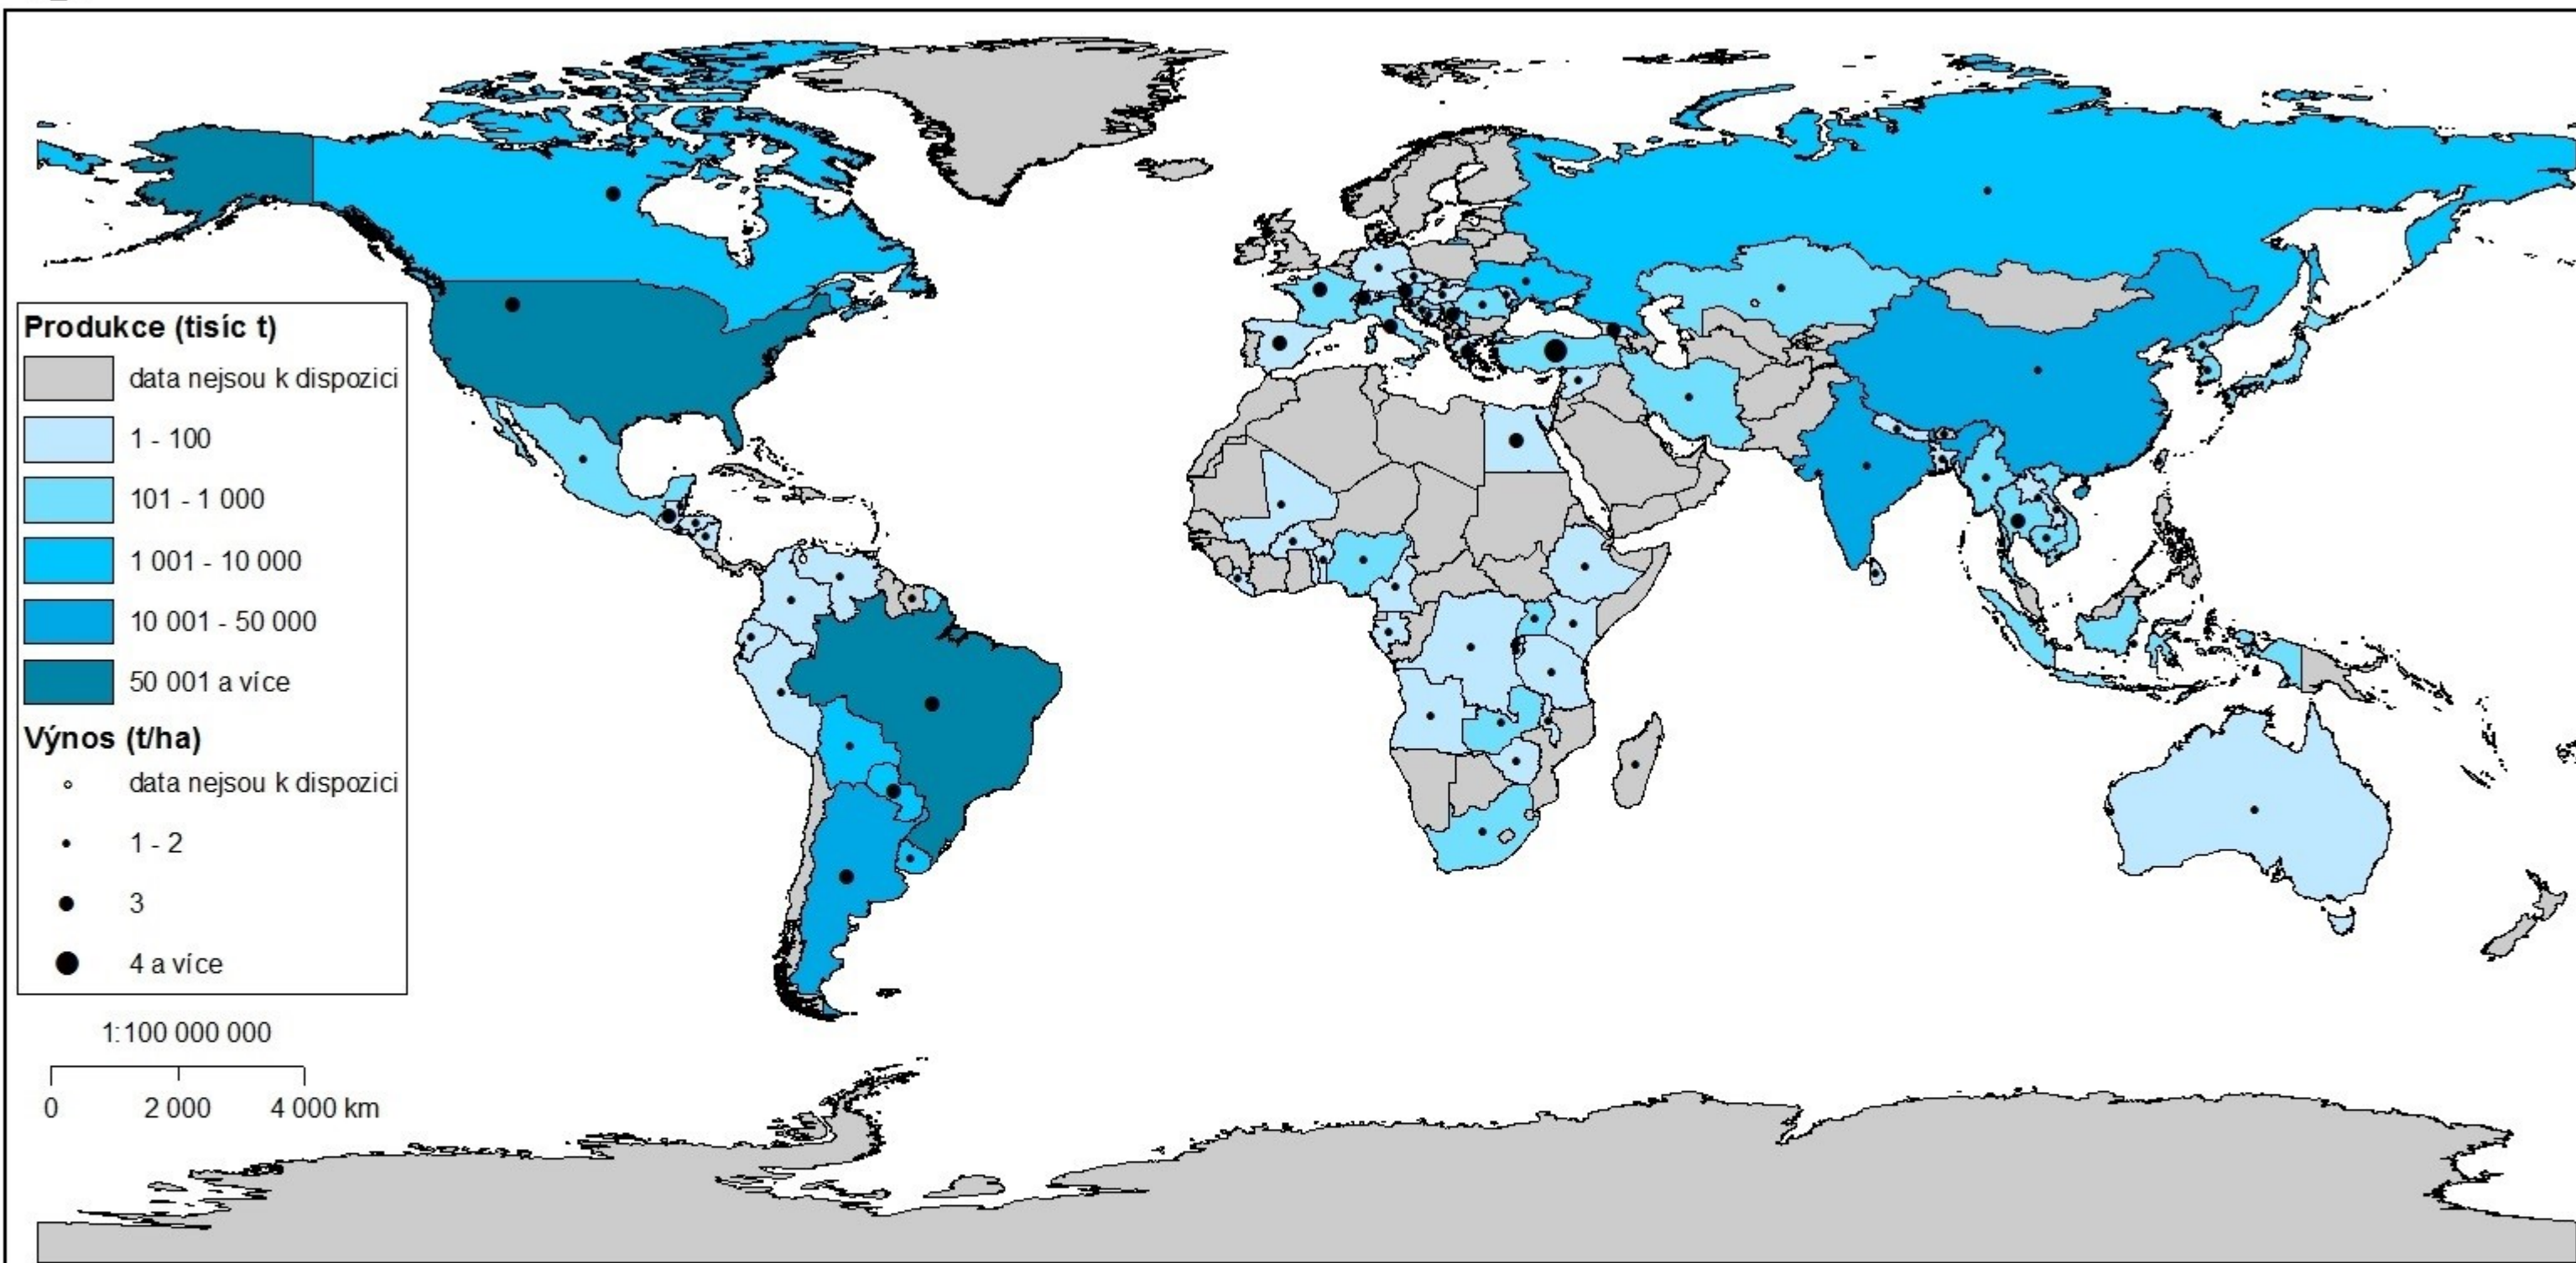 Produkce (tisíc t)
data nejsou k dispozici
1 - 100
101 - 1 000
1 001 - 10 000
10 001 - 50 000
50 001 a více
Výnos (t/ha)
data nejsou k dispozici
1 - 2
3
4 a více
1:100 000 000
0 2 000 4 000 km